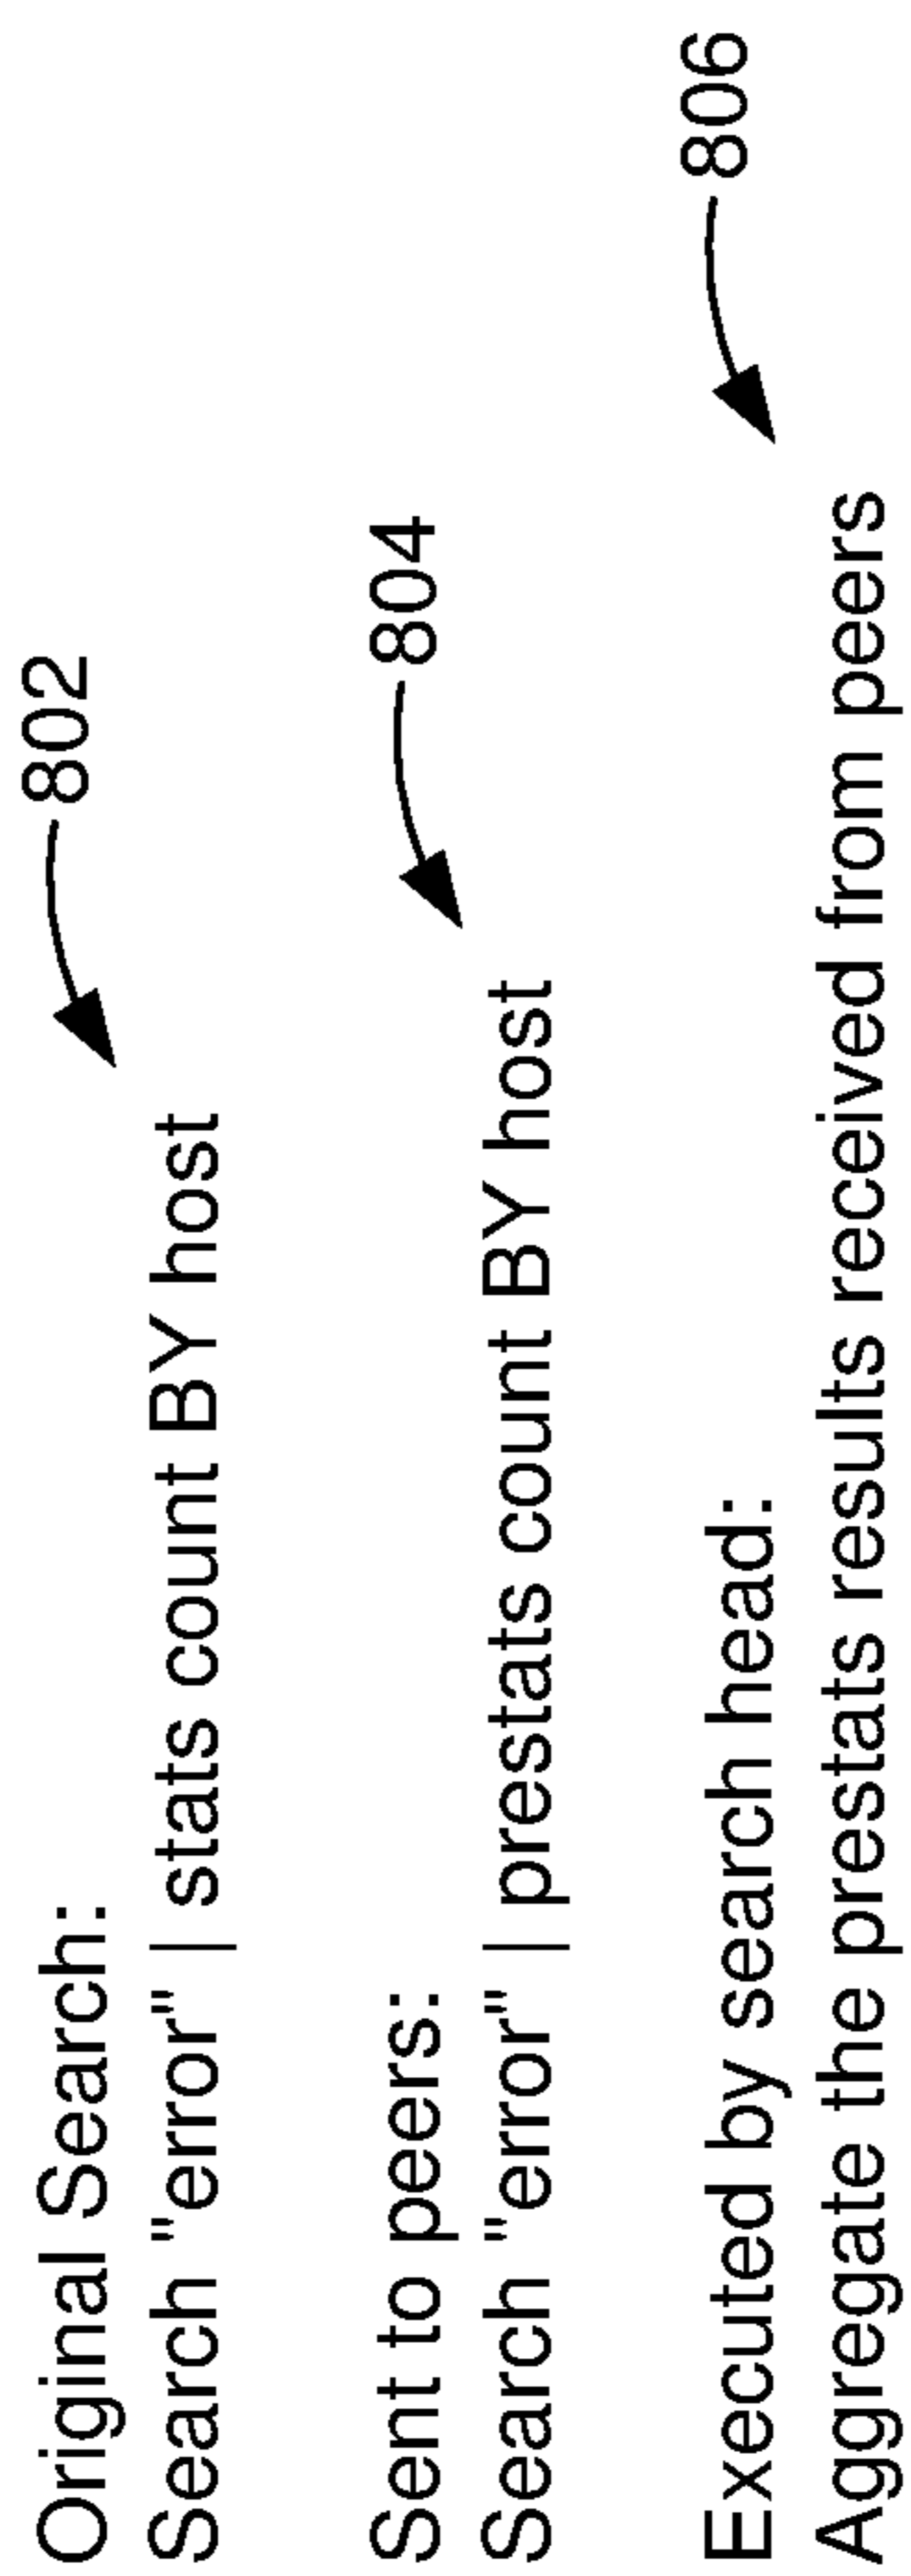 Original Search: 802
Search "error" | stats count BY host
Sent to peers: 804
Search "error" | prestats count BY host
Executed by search head: 806
Aggregate the prestats results received from peers